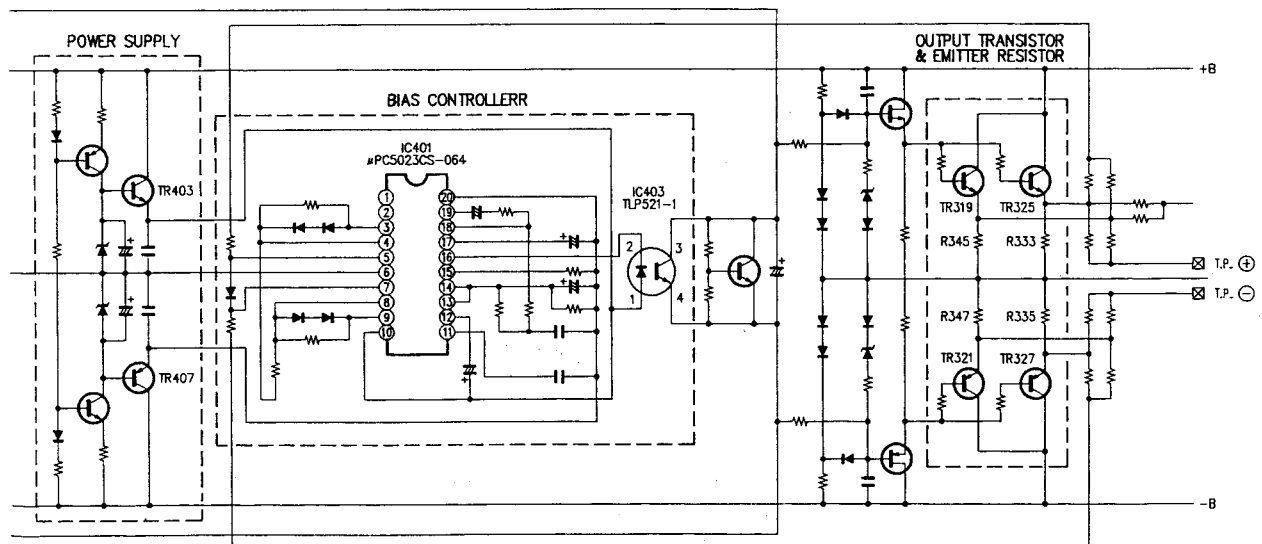 POWER SUPPLY
OUTPUT TRANSISTOR
& EMITTER RESISTOR
+B
BIAS CONTROLLERR
IC401
μPC5023CS-064
IC403
TLP521-1
TR403
1
2
3
4
5
6
7
8
9
10
20
19
18
17
16
15
14
13
12
11
+
+
+
+
+
+
2
3
1
4
TR319
TR325
R345
R333
T.P. +
T.P. -
R347
R335
TR321
TR327
TR407
-B